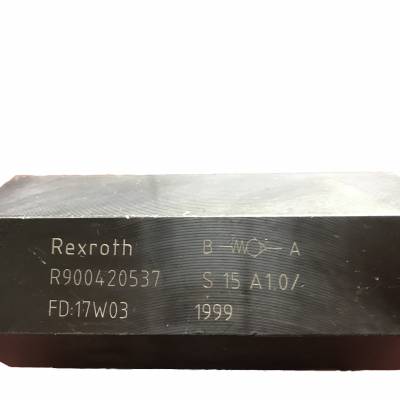 Rexroth B A
R900420537 S 15 A1.0/
FD:17W03 1999